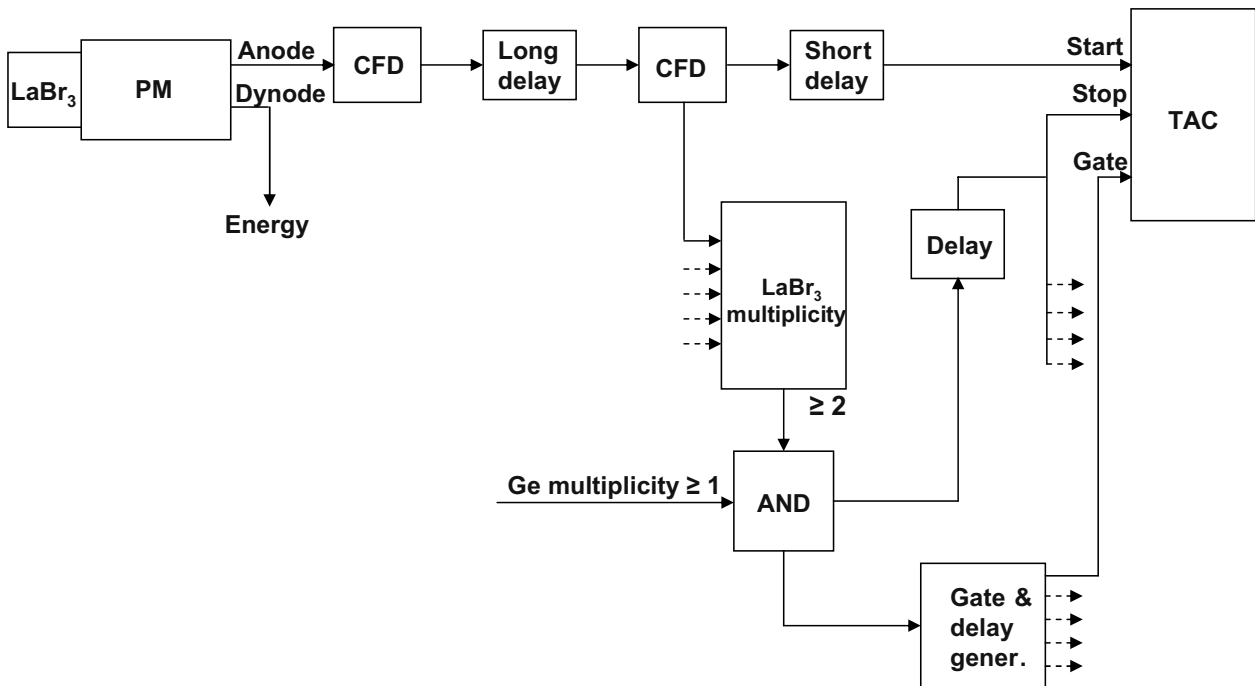 LaBr₃
PM
Anode
Dynode
Energy
CFD
Long
delay
CFD
Short
delay
Start
Stop
Gate
TAC
LaBr₃
multiplicity
≥ 2
Delay
Ge multiplicity ≥ 1
AND
Gate &
delay
gener.